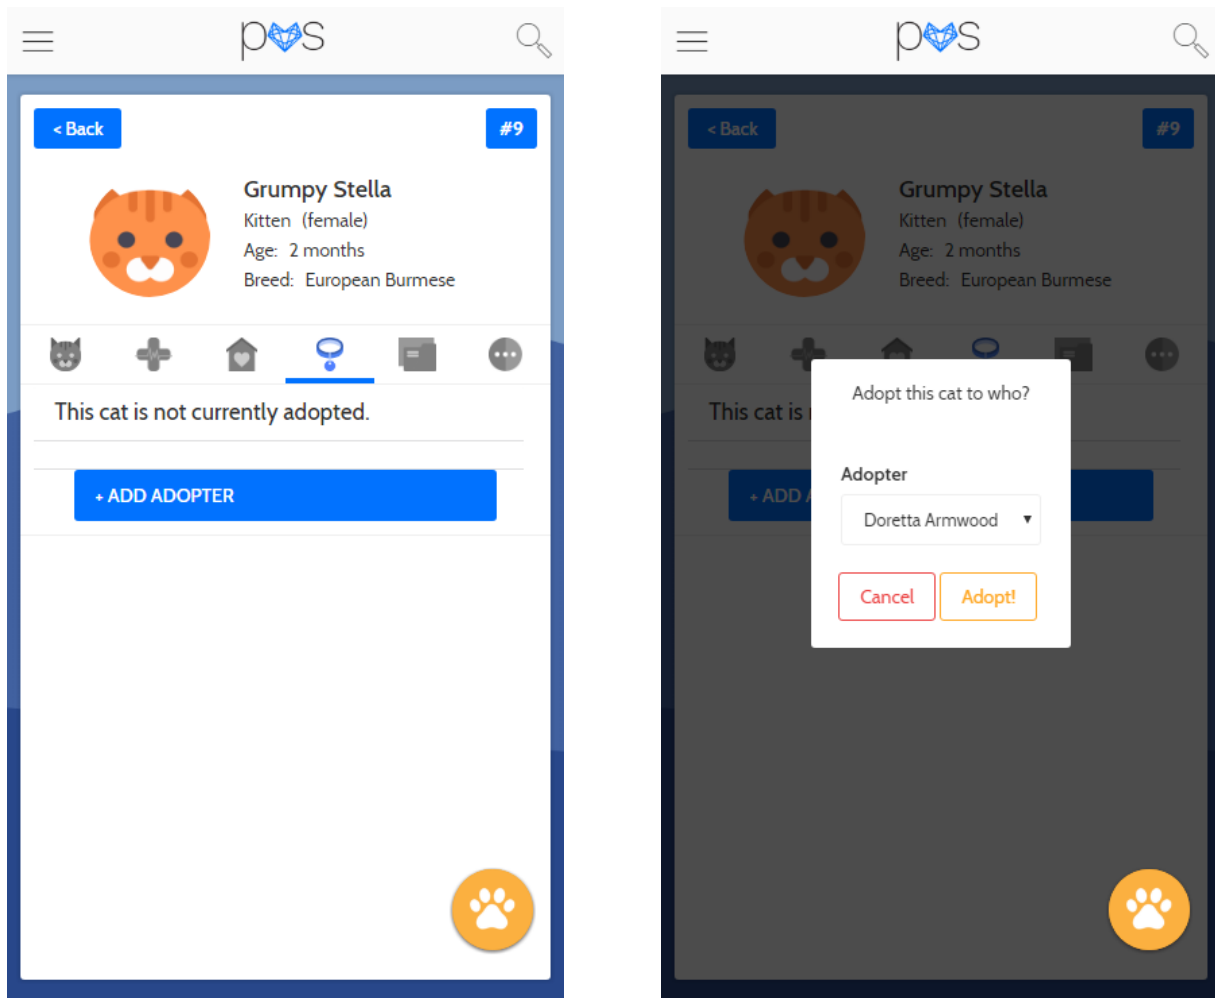 pws
< Back
#9
Grumpy Stella
Kitten (female)
Age: 2 months
Breed: European Burmese
This cat is not currently adopted.
+ ADD ADOPTER
pws
< Back
#9
Grumpy Stella
Kitten (female)
Age: 2 months
Breed: European Burmese
This cat is
+ ADD
Adopt this cat to who?
Adopter
Doretta Armwood
Cancel
Adopt!